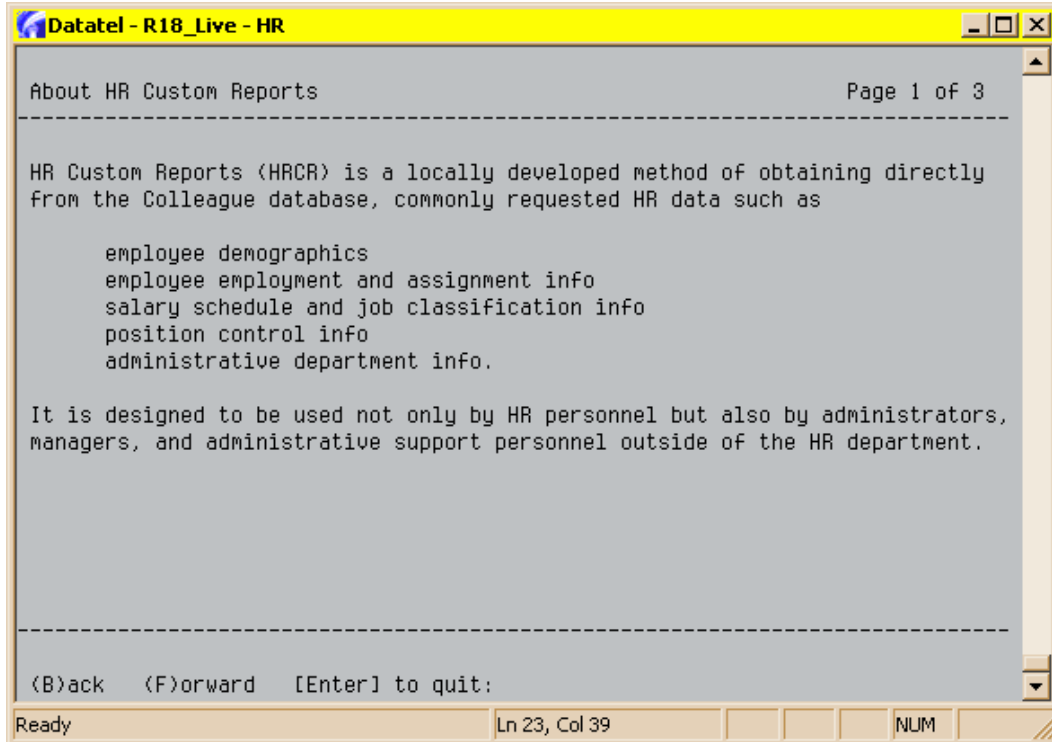 Datatel - R18_Live - HR
About HR Custom Reports Page 1 of 3
--------------------------------------------------------------------------------
HR Custom Reports (HRCR) is a locally developed method of obtaining directly
from the Colleague database, commonly requested HR data such as
employee demographics
employee employment and assignment info
salary schedule and job classification info
position control info
administrative department info.
It is designed to be used not only by HR personnel but also by administrators,
managers, and administrative support personnel outside of the HR department.
--------------------------------------------------------------------------------
(B)ack (F)orward [Enter] to quit:
Ready Ln 23, Col 39 NUM